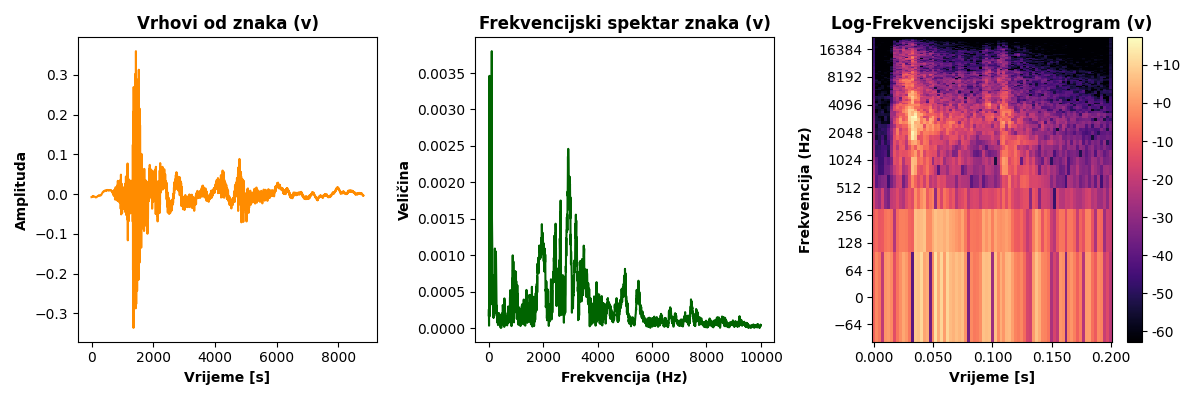 Vrhovi od znaka (v)
Amplituda
0.3
0.2
0.1
0.0
−0.1
−0.2
−0.3
0 2000 4000 6000 8000
Vrijeme [s]
Frekvencijski spektar znaka (v)
Veličina
0.0035
0.0030
0.0025
0.0020
0.0015
0.0010
0.0005
0.0000
0 2000 4000 6000 8000 10000
Frekvencija (Hz)
Log-Frekvencijski spektrogram (v)
Frekvencija (Hz)
16384
8192
4096
2048
1024
512
256
128
64
0
−64
0.000 0.050 0.100 0.150 0.200
Vrijeme [s]
+10
+0
-10
-20
-30
-40
-50
-60